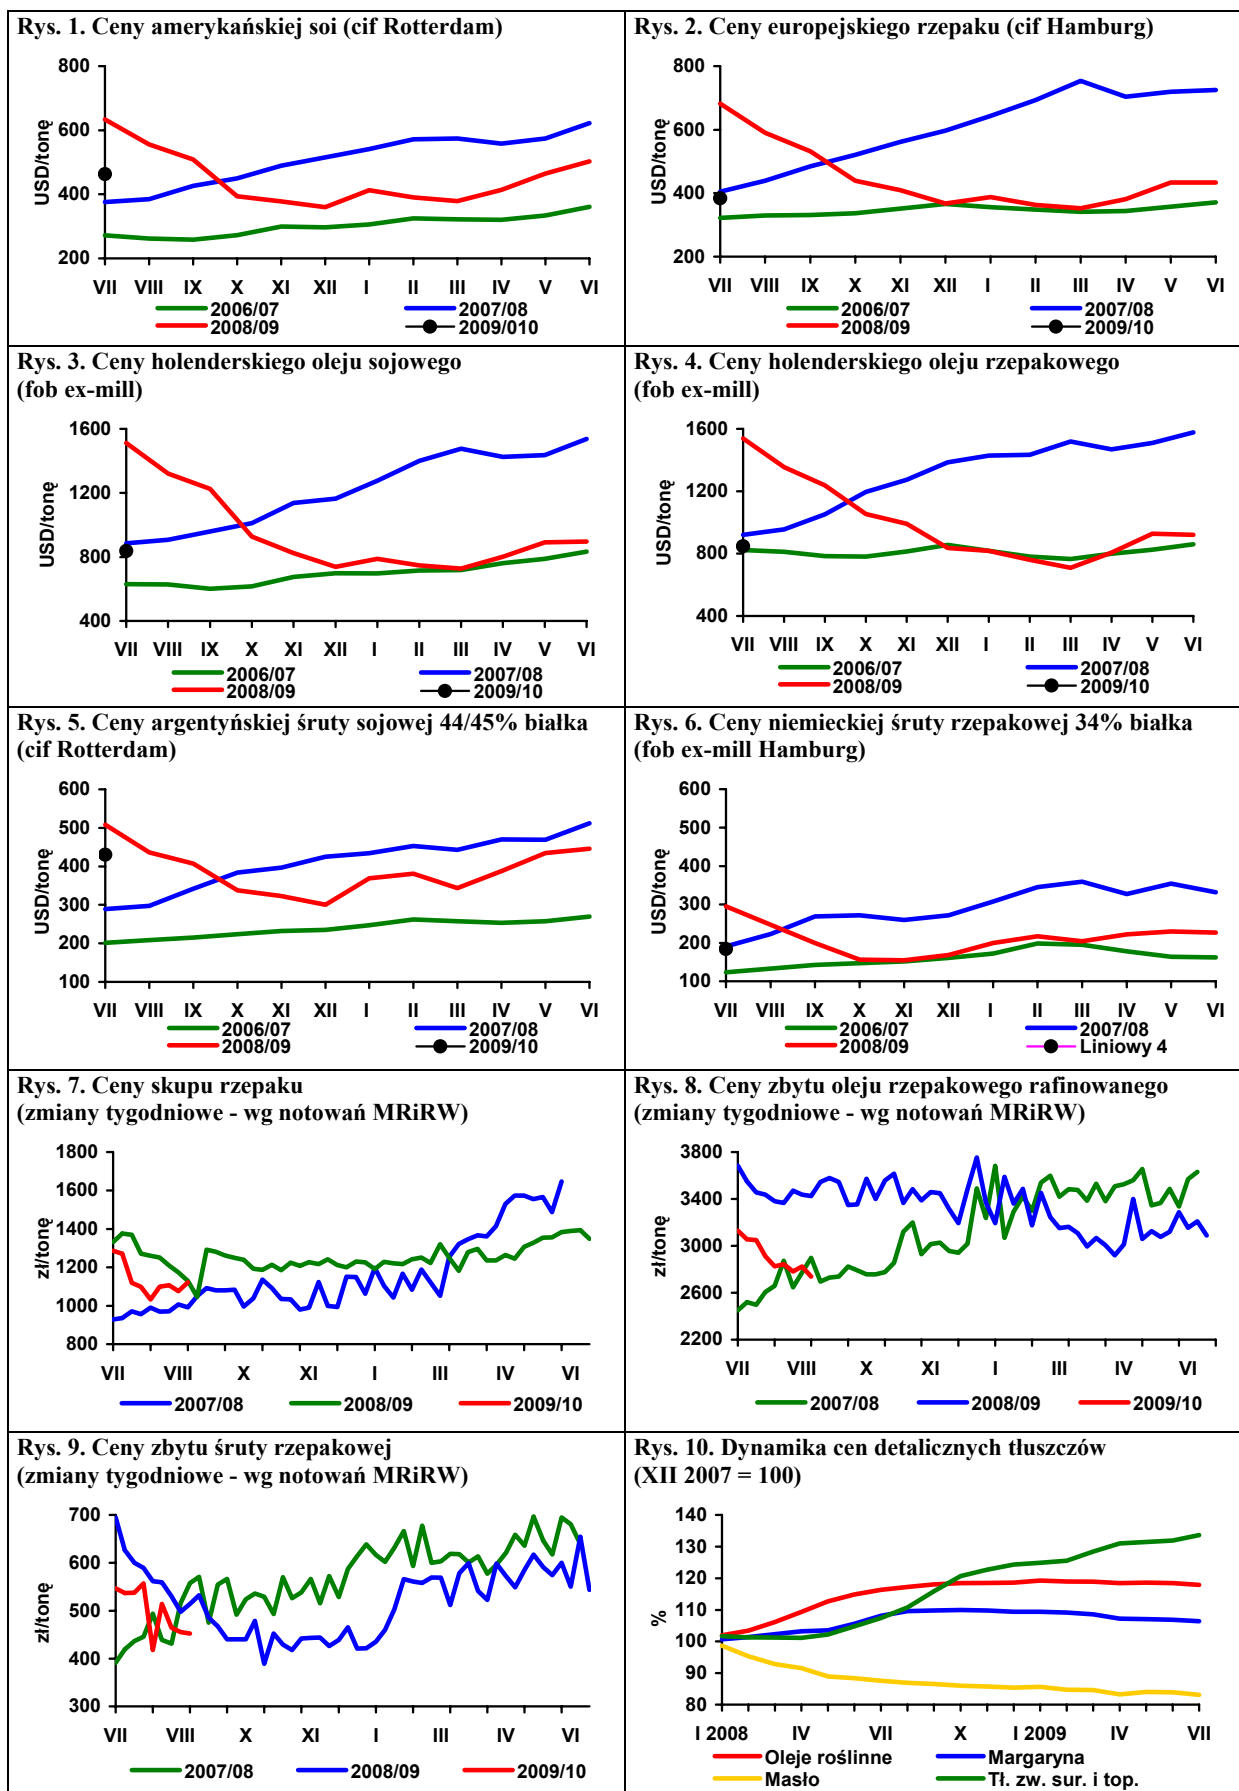 Rys. 1. Ceny amerykańskiej soi (cif Rotterdam)
800
600
400
200
USD/tonę
VII VIII IX X XI XII I II III IV V VI
2006/07 2007/08
2008/09 2009/010
Rys. 2. Ceny europejskiego rzepaku (cif Hamburg)
800
600
400
200
USD/tonę
VII VIII IX X XI XII I II III IV V VI
2006/07 2007/08
2008/09 2009/10
Rys. 3. Ceny holenderskiego oleju sojowego
(fob ex-mill)
1600
1200
800
400
USD/tonę
VII VIII IX X XI XII I II III IV V VI
2006/07 2007/08
2008/09 2009/10
Rys. 4. Ceny holenderskiego oleju rzepakowego
(fob ex-mill)
1600
1200
800
400
USD/tonę
VII VIII IX X XI XII I II III IV V VI
2006/07 2007/08
2008/09 2009/10
Rys. 5. Ceny argentyńskiej śruty sojowej 44/45% białka
(cif Rotterdam)
600
500
400
300
200
100
USD/tonę
VII VIII IX X XI XII I II III IV V VI
2006/07 2007/08
2008/09 2009/10
Rys. 6. Ceny niemieckiej śruty rzepakowej 34% białka
(fob ex-mill Hamburg)
600
500
400
300
200
100
USD/tonę
VII VIII IX X XI XII I II III IV V VI
2006/07 2007/08
2008/09 Liniowy 4
Rys. 7. Ceny skupu rzepaku
(zmiany tygodniowe - wg notowań MRiRW)
1800
1600
1400
1200
1000
800
zł/tonę
VII VIII X XI I III IV VI
2007/08 2008/09 2009/10
Rys. 8. Ceny zbytu oleju rzepakowego rafinowanego
(zmiany tygodniowe - wg notowań MRiRW)
3800
3400
3000
2600
2200
zł/tonę
VII VIII X XI I III IV VI
2007/08 2008/09 2009/10
Rys. 9. Ceny zbytu śruty rzepakowej
(zmiany tygodniowe - wg notowań MRiRW)
700
600
500
400
300
zł/tonę
VII VIII X XI I III IV VI
2007/08 2008/09 2009/10
Rys. 10. Dynamika cen detalicznych tłuszczów
(XII 2007 = 100)
140
130
120
110
100
90
80
%
I 2008 IV VII X I 2009 IV VII
Oleje roślinne Margaryna
Masło Tł. zw. sur. i top.